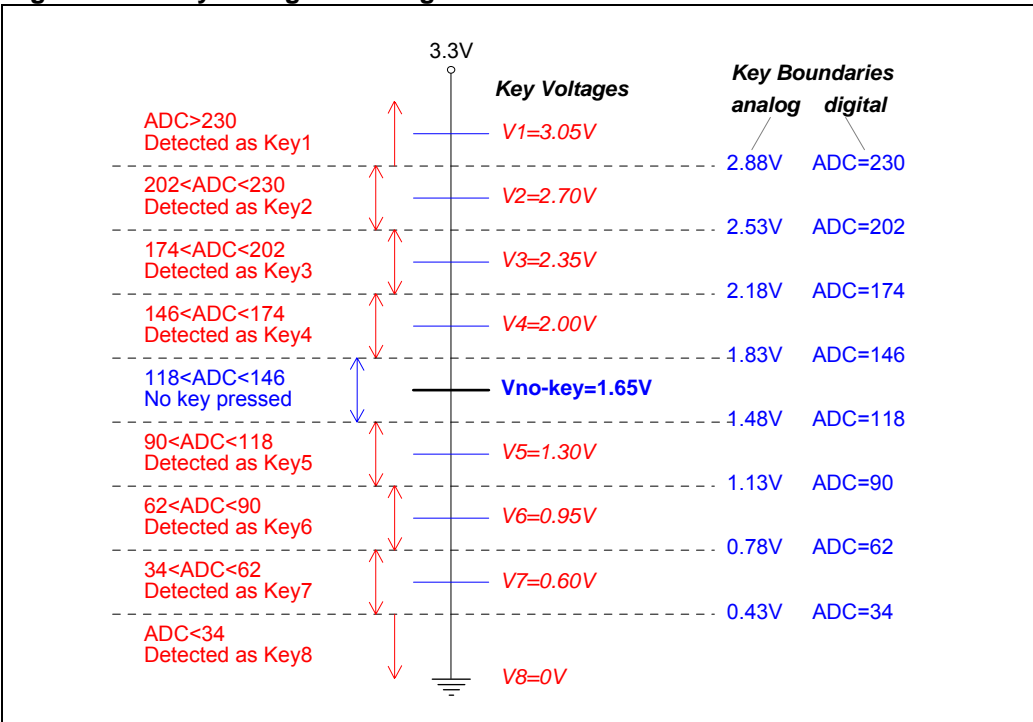 3.3V
Key Voltages
Key Boundaries
analog digital
ADC>230
Detected as Key1
V1=3.05V
2.88V ADC=230
202<ADC<230
Detected as Key2
V2=2.70V
2.53V ADC=202
174<ADC<202
Detected as Key3
V3=2.35V
2.18V ADC=174
146<ADC<174
Detected as Key4
V4=2.00V
1.83V ADC=146
118<ADC<146
No key pressed
Vno-key=1.65V
1.48V ADC=118
90<ADC<118
Detected as Key5
V5=1.30V
1.13V ADC=90
62<ADC<90
Detected as Key6
V6=0.95V
0.78V ADC=62
34<ADC<62
Detected as Key7
V7=0.60V
0.43V ADC=34
ADC<34
Detected as Key8
V8=0V